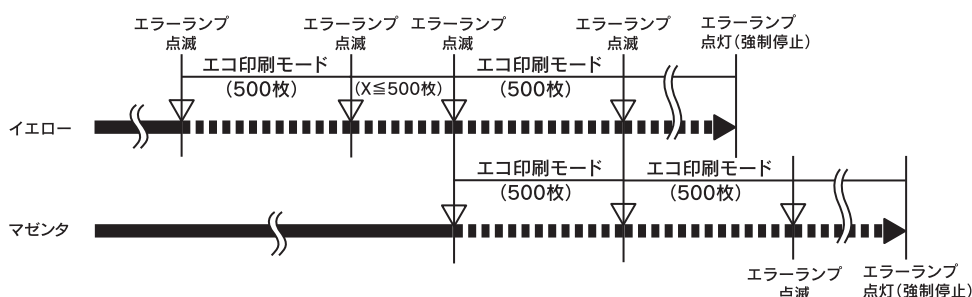 エラーランプ
点滅
エラーランプ
点滅
エラーランプ
点滅
エラーランプ
点滅
エラーランプ
点灯(強制停止)
エコ印刷モード
(500枚)
(X≦500枚)
エコ印刷モード
(500枚)
イエロー
エコ印刷モード
(500枚)
エコ印刷モード
(500枚)
マゼンタ
エラーランプ
点滅
エラーランプ
点灯(強制停止)